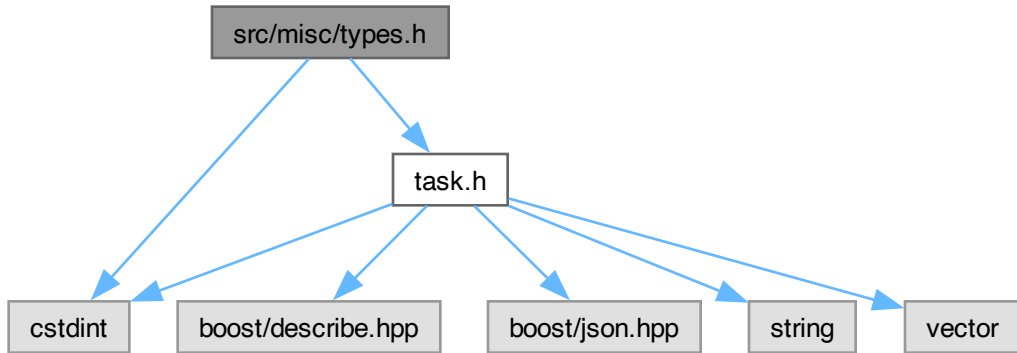 src/misc/types.h
task.h
cstdint
boost/describe.hpp
boost/json.hpp
string
vector